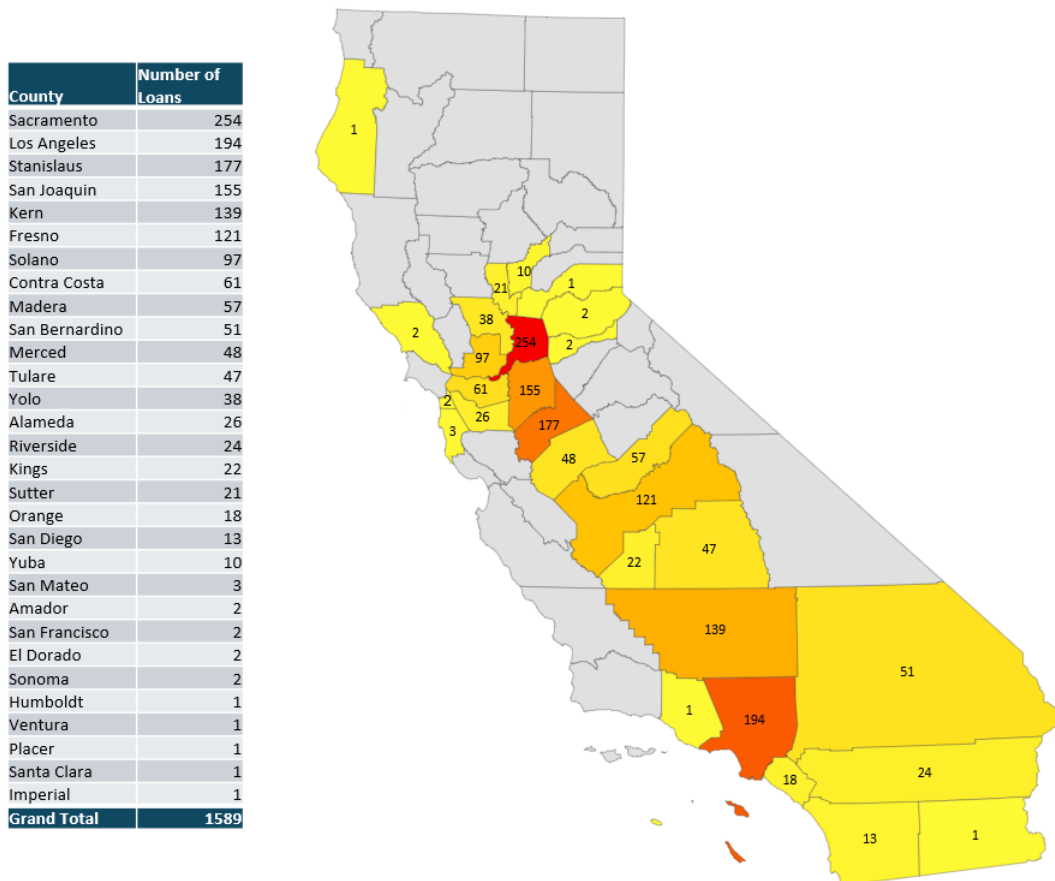 County Number of Loans
Sacramento 254
Los Angeles 194
Stanislaus 177
San Joaquin 155
Kern 139
Fresno 121
Solano 97
Contra Costa 61
Madera 57
San Bernardino 51
Merced 48
Tulare 47
Yolo 38
Alameda 26
Riverside 24
Kings 22
Sutter 21
Orange 18
San Diego 13
Yuba 10
San Mateo 3
Amador 2
San Francisco 2
El Dorado 2
Sonoma 2
Humboldt 1
Ventura 1
Placer 1
Santa Clara 1
Imperial 1
Grand Total 1589
1
10
21
1
38
2
2
254
2
97
61
155
2
26
3
177
48
57
121
22
47
139
51
1
194
18
24
13
1